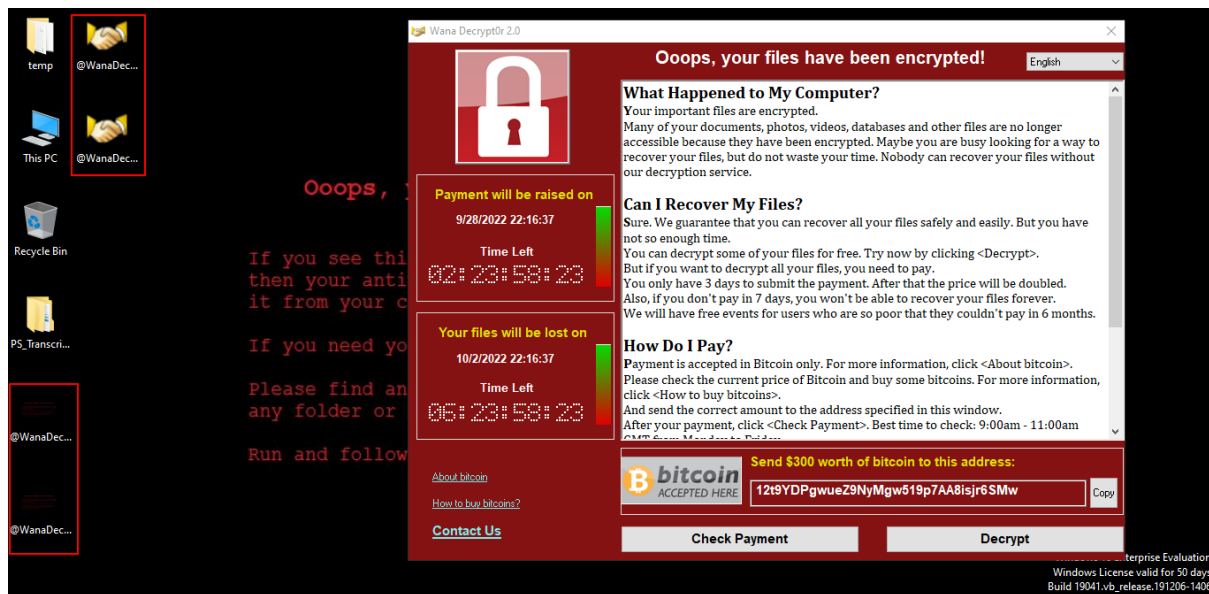 temp
@WanaDec...
This PC
@WanaDec...
Recycle Bin
PS_Transcri...
@WanaDec...
@WanaDec...
Ooops,
If you see thi
then your anti
it from your c
If you need yo
Please find an
any folder or
Run and follow
Wana Decrypt0r 2.0
Ooops, your files have been encrypted!
English
Payment will be raised on
9/28/2022 22:16:37
Time Left
02:23:58:23
Your files will be lost on
10/2/2022 22:16:37
Time Left
06:23:58:23
About bitcoin
How to buy bitcoins?
Contact Us
What Happened to My Computer?
Your important files are encrypted.
Many of your documents, photos, videos, databases and other files are no longer
accessible because they have been encrypted. Maybe you are busy looking for a way to
recover your files, but do not waste your time. Nobody can recover your files without
our decryption service.
Can I Recover My Files?
Sure. We guarantee that you can recover all your files safely and easily. But you have
not so enough time.
You can decrypt some of your files for free. Try now by clicking <Decrypt>.
But if you want to decrypt all your files, you need to pay.
You only have 3 days to submit the payment. After that the price will be doubled.
Also, if you don't pay in 7 days, you won't be able to recover your files forever.
We will have free events for users who are so poor that they couldn't pay in 6 months.
How Do I Pay?
Payment is accepted in Bitcoin only. For more information, click <About bitcoin>.
Please check the current price of Bitcoin and buy some bitcoins. For more information,
click <How to buy bitcoins>.
And send the correct amount to the address specified in this window.
After your payment, click <Check Payment>. Best time to check: 9:00am - 11:00am
GMT from Monday to Friday.
bitcoin
ACCEPTED HERE
Send $300 worth of bitcoin to this address:
12t9YDPgwueZ9NyMgw519p7AA8isjr6SMw
Copy
Check Payment
Decrypt
terprise Evaluation
Windows License valid for 50 days
Build 19041.vb_release.191206-1406